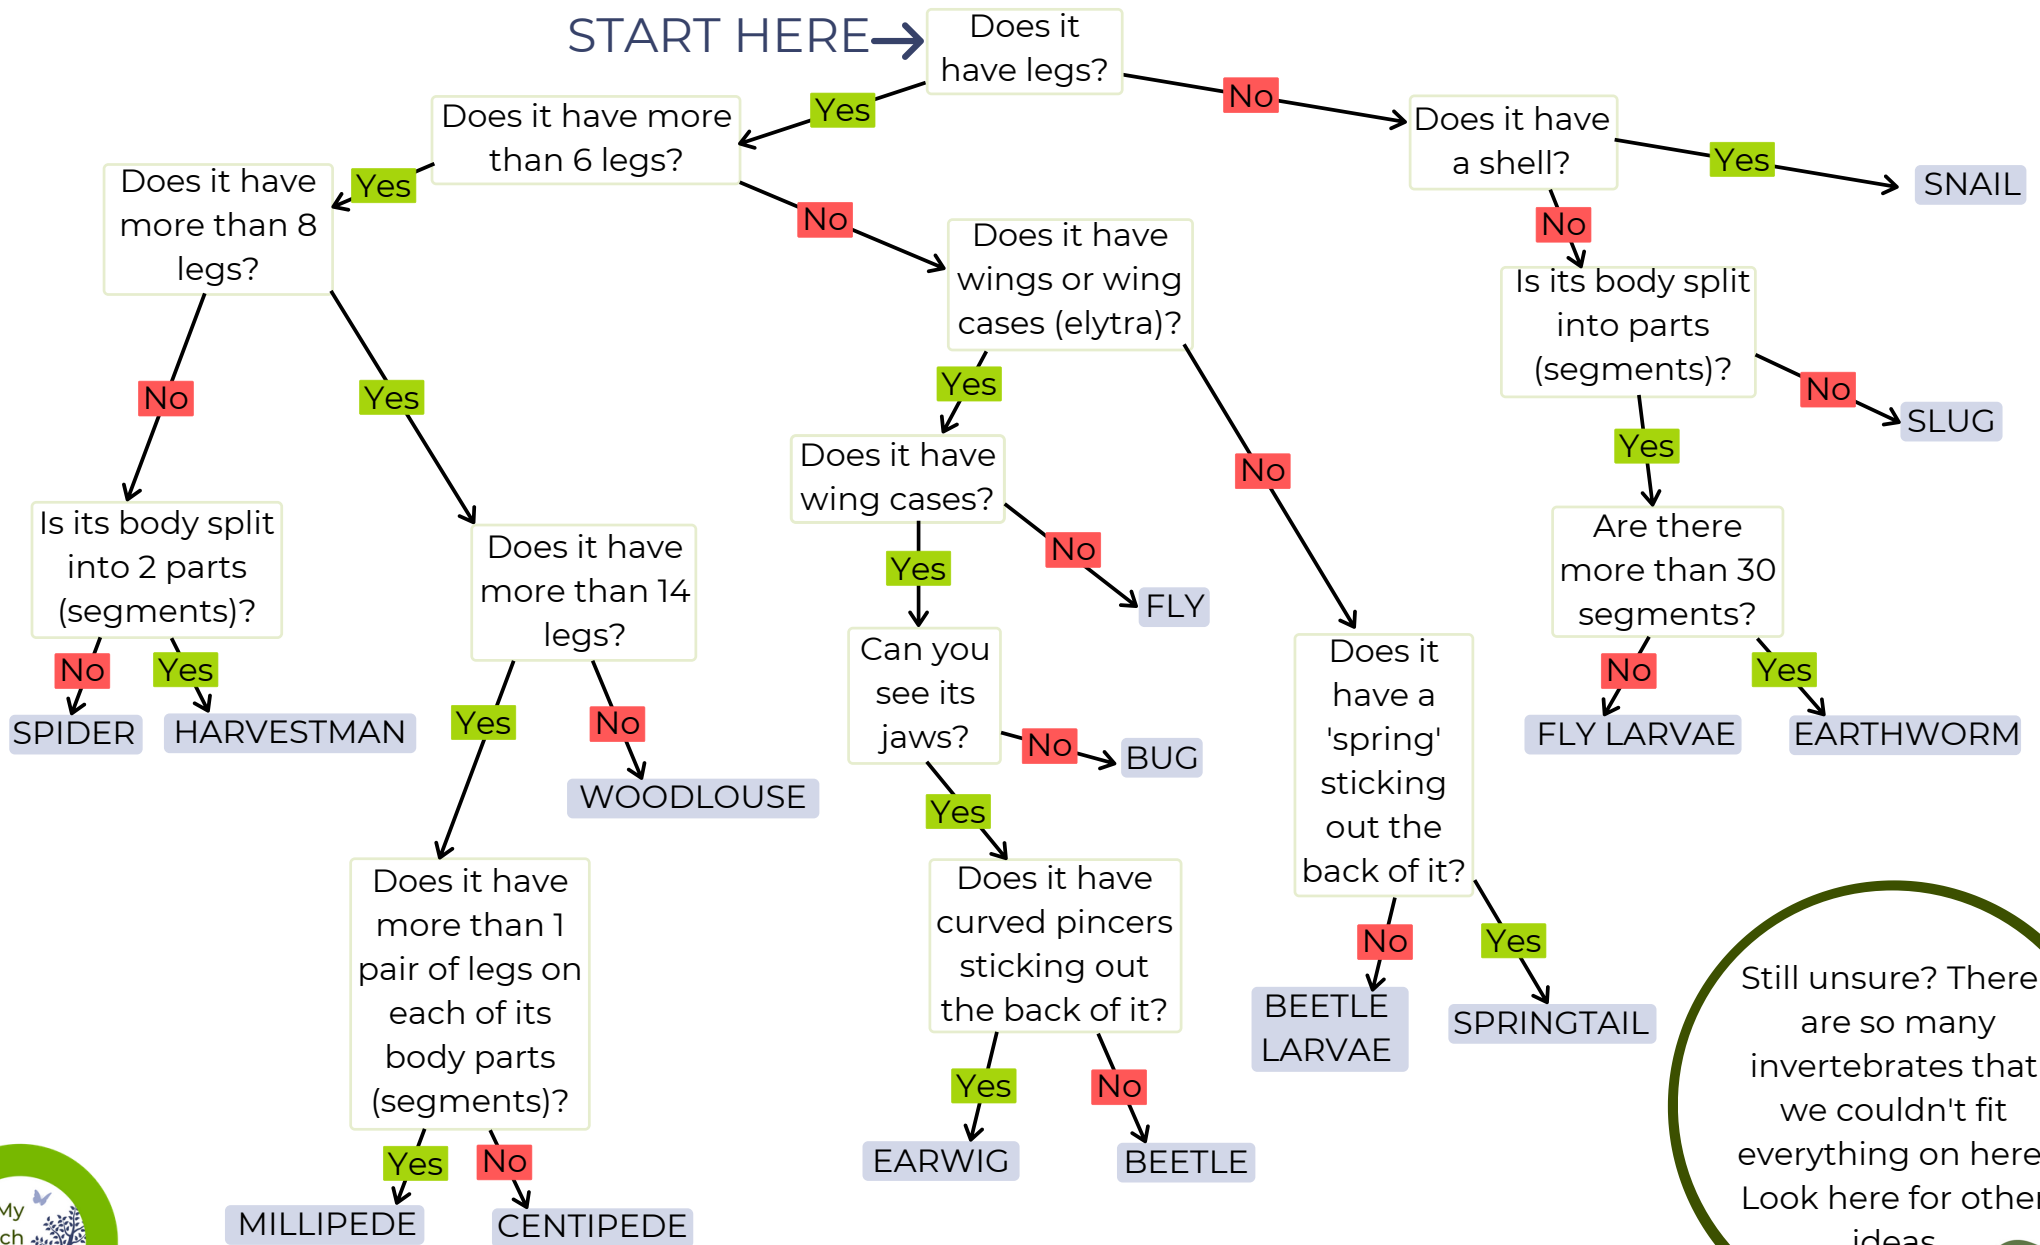 START HERE
Does it
have legs?
Yes
No
Does it have more
than 6 legs?
Yes
No
Does it have
a shell?
Yes
No
SNAIL
Does it have
more than 8
legs?
No
Yes
Does it have
wings or wing
cases (elytra)?
Yes
No
Is its body split
into parts
(segments)?
No
Yes
SLUG
Does it have
wing cases?
No
Yes
FLY
Is its body split
into 2 parts
(segments)?
No
Yes
SPIDER
HARVESTMAN
Does it have
more than 14
legs?
Yes
No
WOODLOUSE
Are there
more than 30
segments?
No
Yes
FLY LARVAE
EARTHWORM
Can you
see its
jaws?
No
Yes
BUG
Does it
have a
'spring'
sticking
out the
back of it?
No
Yes
BEETLE
LARVAE
SPRINGTAIL
Does it have
more than 1
pair of legs on
each of its
body parts
(segments)?
Yes
No
MILLIPEDE
CENTIPEDE
Does it have
curved pincers
sticking out
the back of it?
Yes
No
EARWIG
BEETLE
Still unsure? There
are so many
invertebrates that
we couldn't fit
everything on here
Look here for other
ideas
My
ch